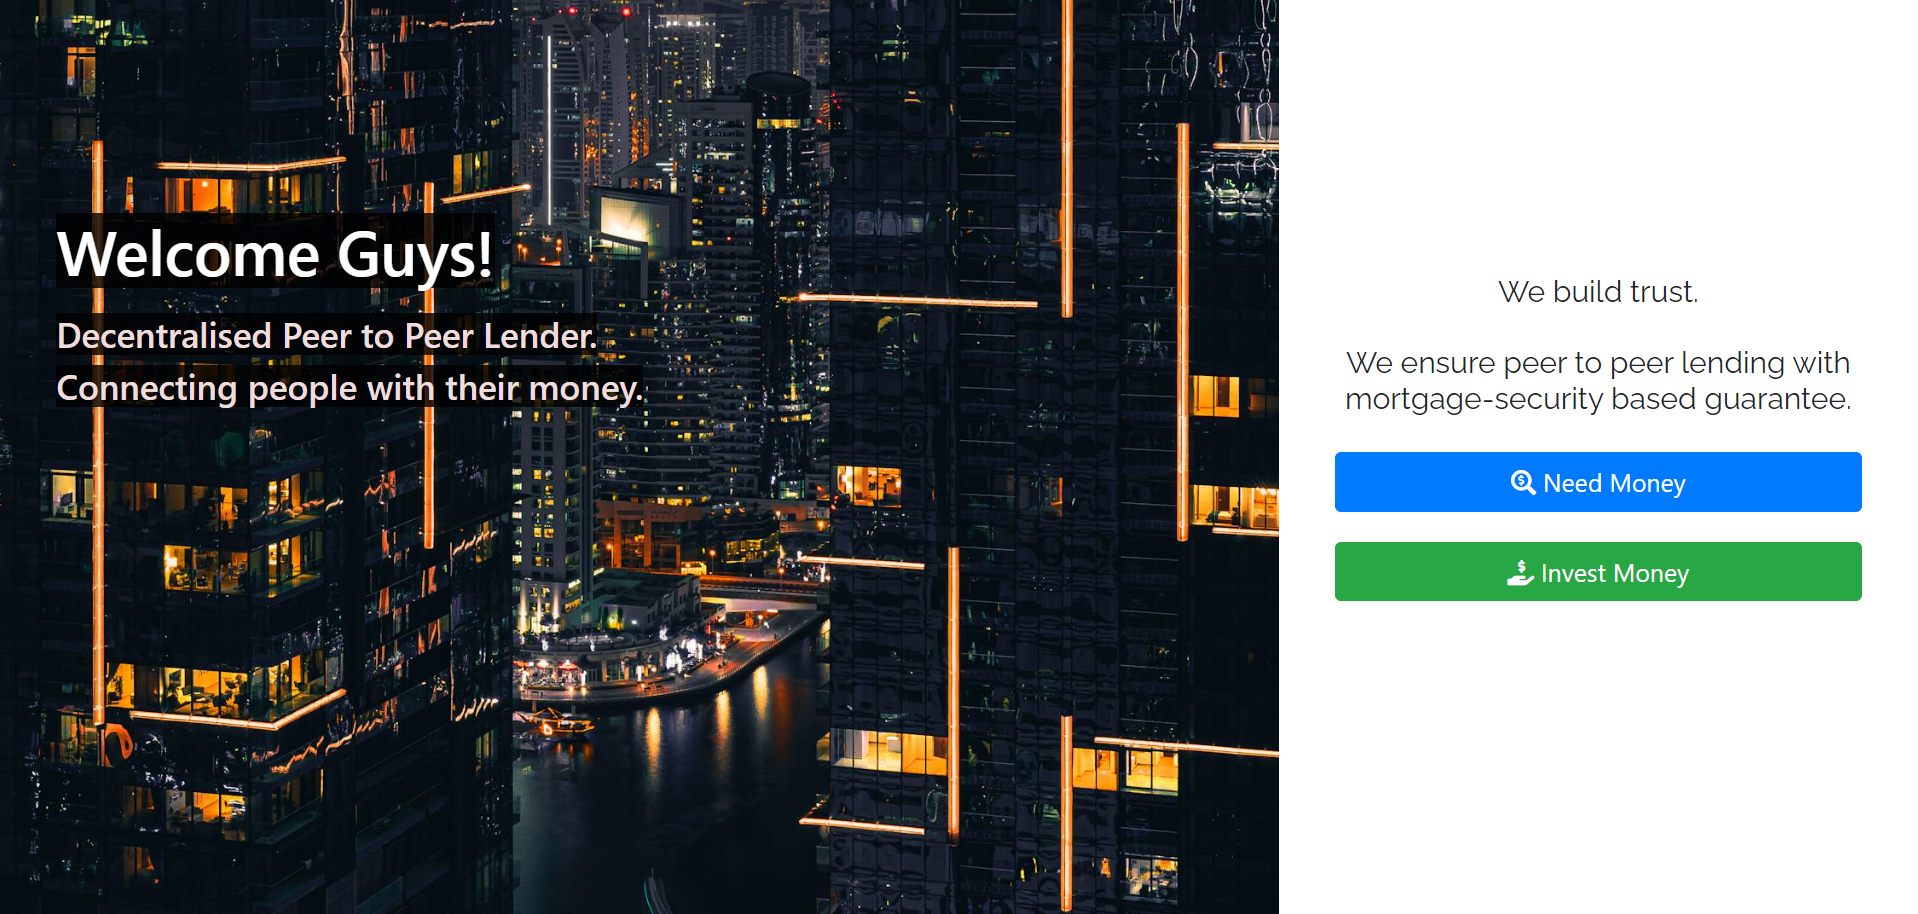 Welcome Guys!
Decentralised Peer to Peer Lender.
Connecting people with their money.
We build trust.
We ensure peer to peer lending with
mortgage-security based guarantee.
Need Money
Invest Money